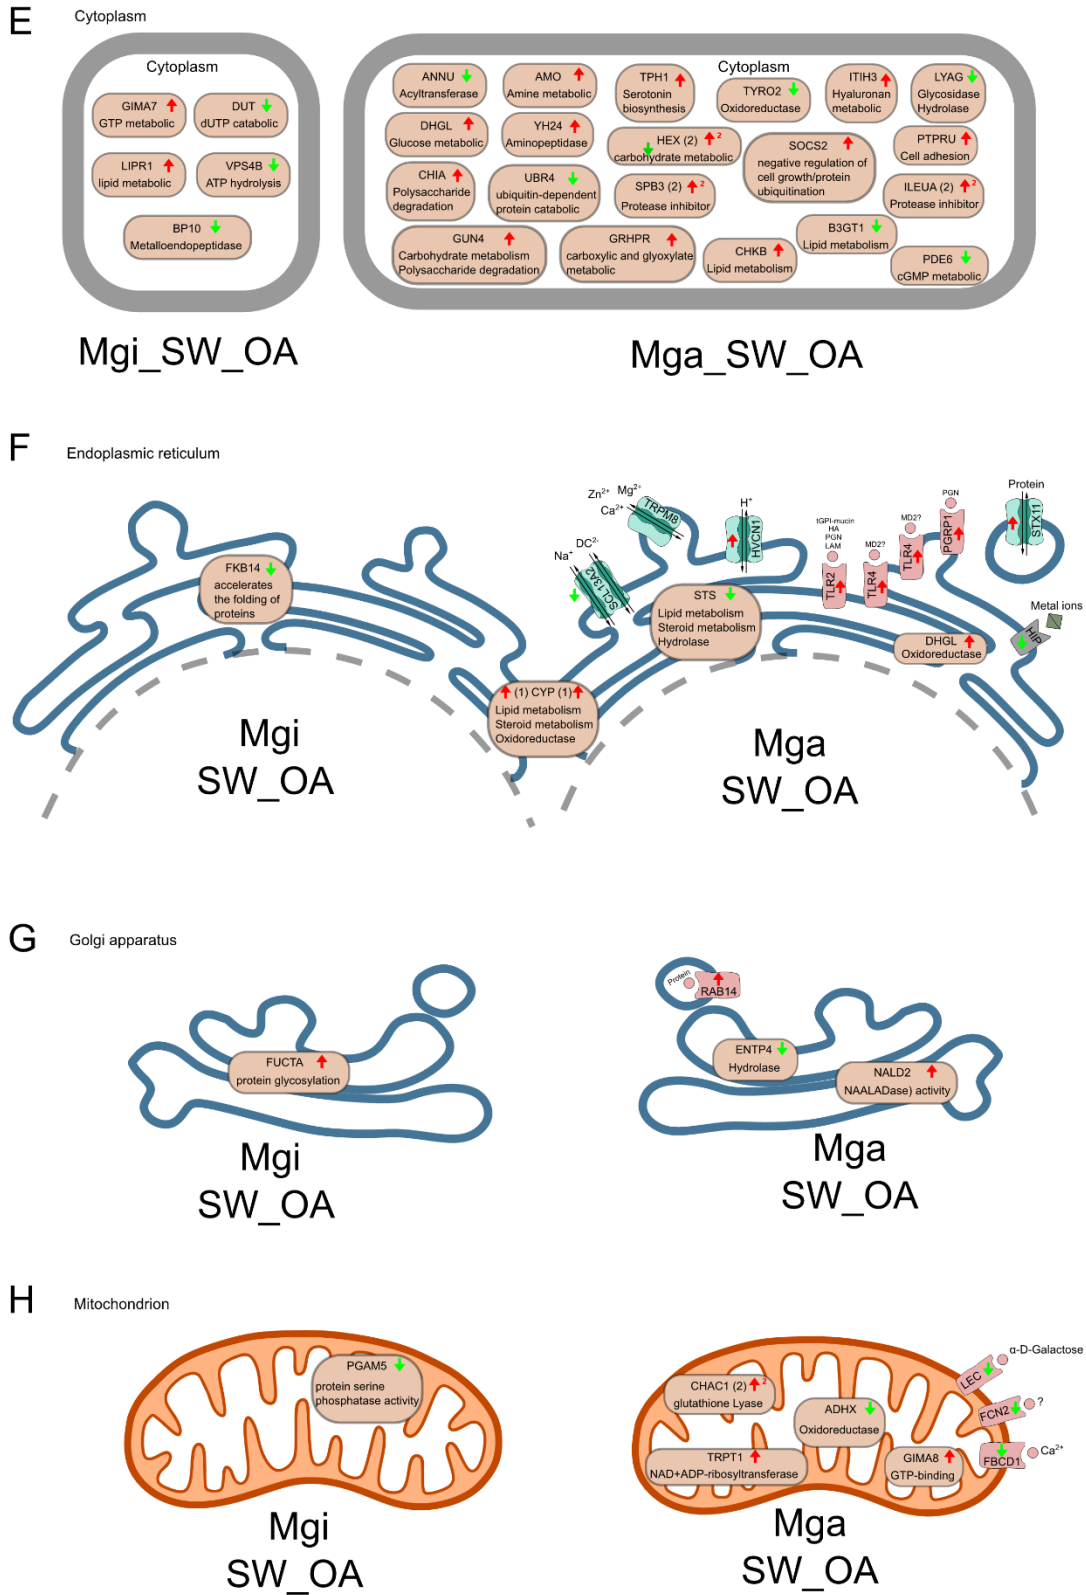 E
Cytoplasm
Cytoplasm
GIMA7
GTP metabolic
DUT
dUTP catabolic
LIPR1
lipid metabolic
VPS4B
ATP hydrolysis
BP10
Metalloendopeptidase
Mgi_SW_OA
Cytoplasm
ANNU
Acyltransferase
AMO
Amine metabolic
TPH1
Serotonin
biosynthesis
TYRO2
Oxidoreductase
ITIH3
Hyaluronan
metabolic
LYAG
Glycosidase
Hydrolase
DHGL
Glucose metabolic
YH24
Aminopeptidase
HEX (2) 2
carbohydrate metabolic
SOCS2
negative regulation of
cell growth/protein
ubiquitination
PTPRU
Cell adhesion
CHIA
Polysaccharide
degradation
UBR4
ubiquitin-dependent
protein catabolic
SPB3 (2) 2
Protease inhibitor
ILEUA (2) 2
Protease inhibitor
GUN4
Carbohydrate metabolism
Polysaccharide degradation
GRHPR
carboxylic and glyoxylate
metabolic
CHKB
Lipid metabolism
B3GT1
Lipid metabolism
PDE6
cGMP metabolic
Mga_SW_OA
F
Endoplasmic reticulum
FKB14
accelerates
the folding of
proteins
Mgi
SW_OA
(1) CYP (1)
Lipid metabolism
Steroid metabolism
Oxidoreductase
Zn2+
Mg2+
Ca2+
TRPM8
H+
HVCN1
Na+
DC2-
SCL13A2
STS
Lipid metabolism
Steroid metabolism
Hydrolase
tGPI-mucin
HA
PGN
LAM
TLR2
MD2?
TLR4
MD2?
TLR4
PGN
PGRP1
Protein
STX11
Metal ions
HIP
DHGL
Oxidoreductase
Mga
SW_OA
G
Golgi apparatus
FUCTA
protein glycosylation
Mgi
SW_OA
Protein
RAB14
ENTP4
Hydrolase
NALD2
NAALADase) activity
Mga
SW_OA
H
Mitochondrion
PGAM5
protein serine
phosphatase activity
Mgi
SW_OA
CHAC1 (2) 2
glutathione Lyase
ADHX
Oxidoreductase
TRPT1
NAD+ADP-ribosyltransferase
GIMA8
GTP-binding
LEC
α-D-Galactose
FCN2
?
FBCD1
Ca2+
Mga
SW_OA